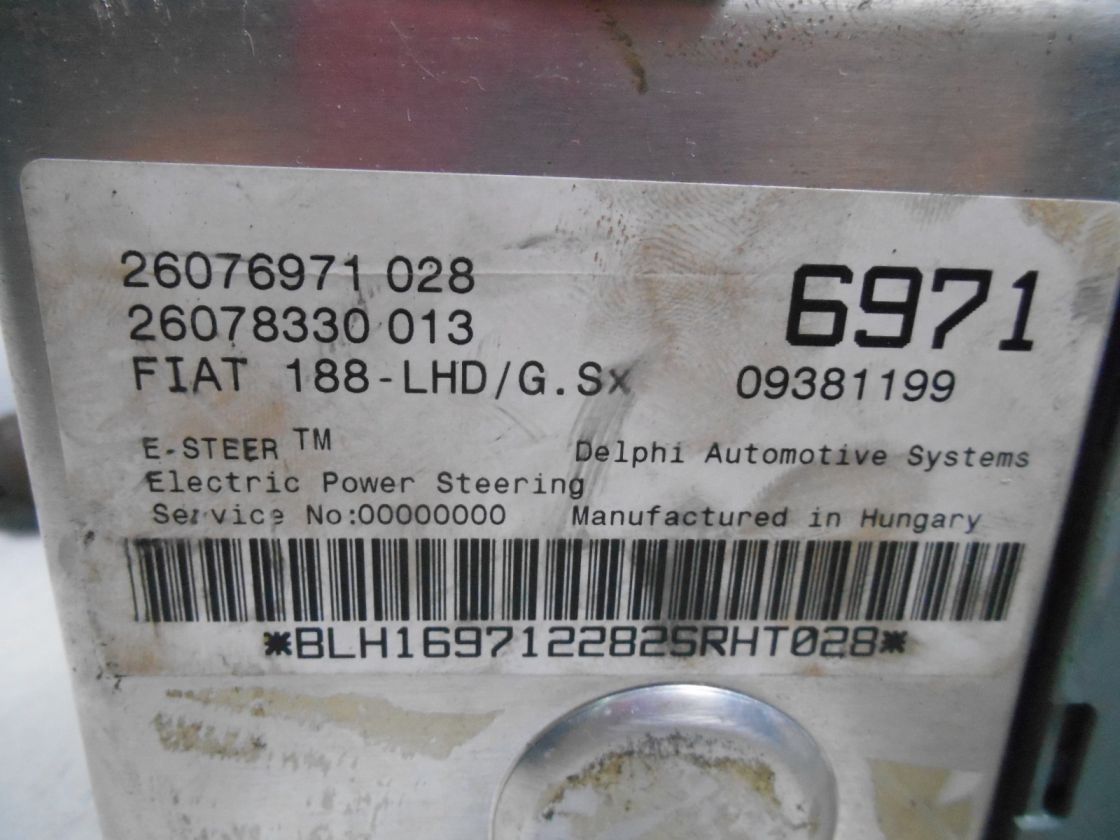 26076971 028
6971
26078330 013
FIAT 188-LHD/G.Sx
09381199
E-STEER TM
Delphi Automotive Systems
Electric Power Steering
Service No:00000000
Manufactured in Hungary
*BLH1697122825RHT028*